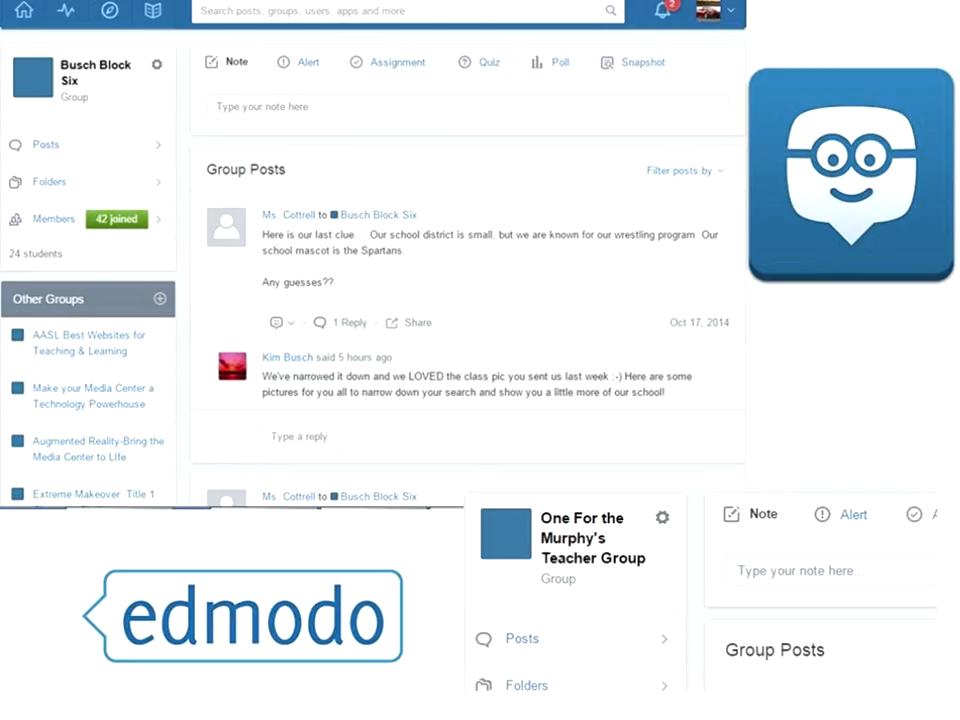 Search posts, groups, users, apps and more
2
Busch Block
Six
Group
Posts
Folders
Members
42 joined
24 students
Other Groups
AASL Best Websites for
Teaching & Learning
Make your Media Center a
Technology Powerhouse
Augmented Reality-Bring the
Media Center to LIfe
Extreme Makeover Title 1
Note
Alert
Assignment
Quiz
Poll
Snapshot
Type your note here
Group Posts
Filter posts by
Ms. Cottrell to Busch Block Six
Here is our last clue... Our school district is small, but we are known for our wrestling program. Our
school mascot is the Spartans.
Any guesses??
1 Reply
Share
Oct 17, 2014
Kim Busch said 5 hours ago
We've narrowed it down and we LOVED the class pic you sent us last week :-) Here are some
pictures for you all to narrow down your search and show you a little more of our school!
Type a reply
Ms. Cottrell to Busch Block Six
edmodo
One For the
Murphy's
Teacher Group
Group
Posts
Folders
Note
Alert
Type your note here...
Group Posts